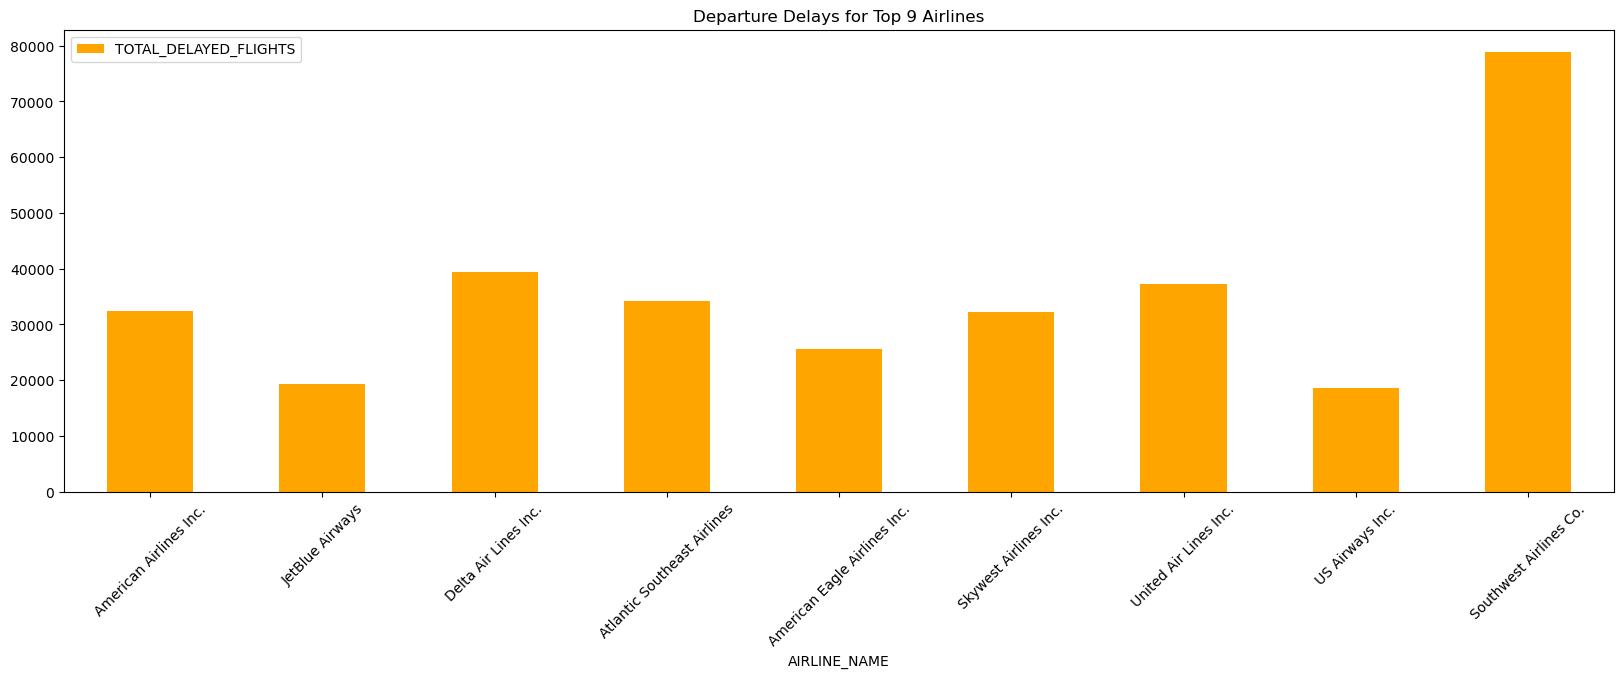 Departure Delays for Top 9 Airlines
TOTAL_DELAYED_FLIGHTS
80000
70000
60000
50000
40000
30000
20000
10000
0
American Airlines Inc.
JetBlue Airways
Delta Air Lines Inc.
Atlantic Southeast Airlines
American Eagle Airlines Inc.
Skywest Airlines Inc.
United Air Lines Inc.
US Airways Inc.
Southwest Airlines Co.
AIRLINE_NAME